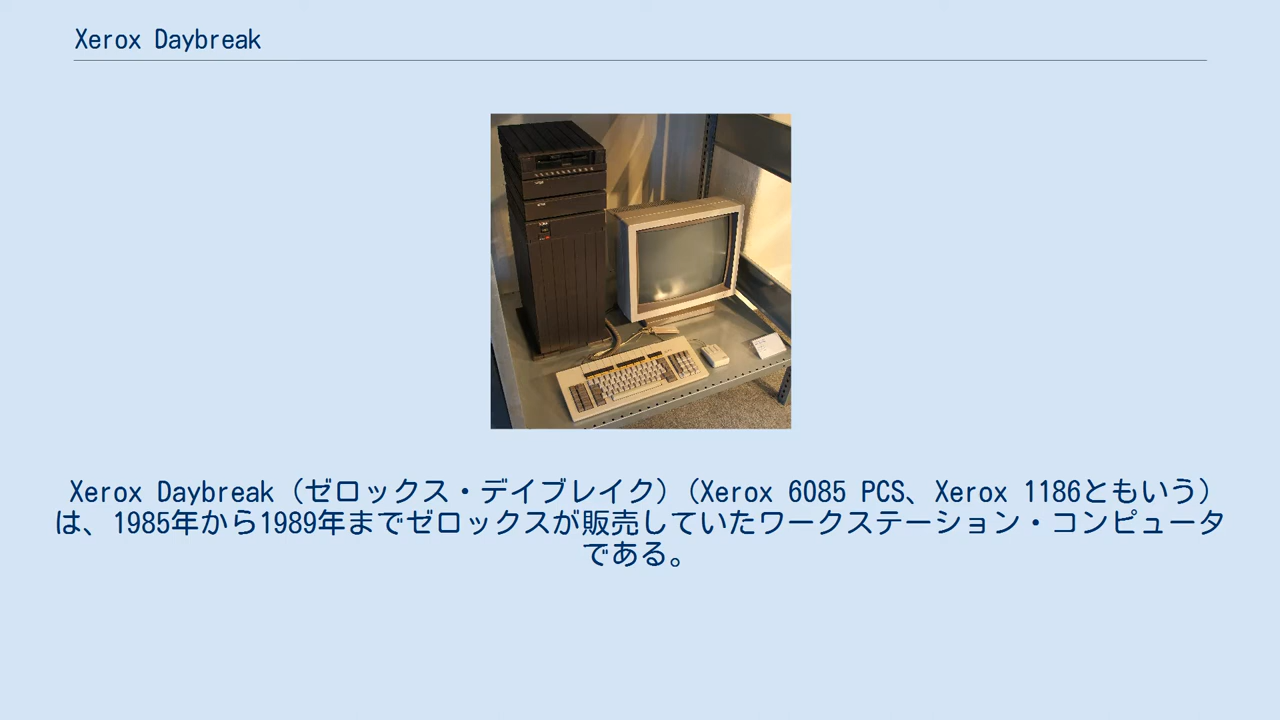 Xerox Daybreak
Xerox Daybreak（ゼロックス・デイブレイク）（Xerox 6085 PCS、Xerox 1186ともいう）
は、1985年から1989年までゼロックスが販売していたワークステーション・コンピュータ
である。